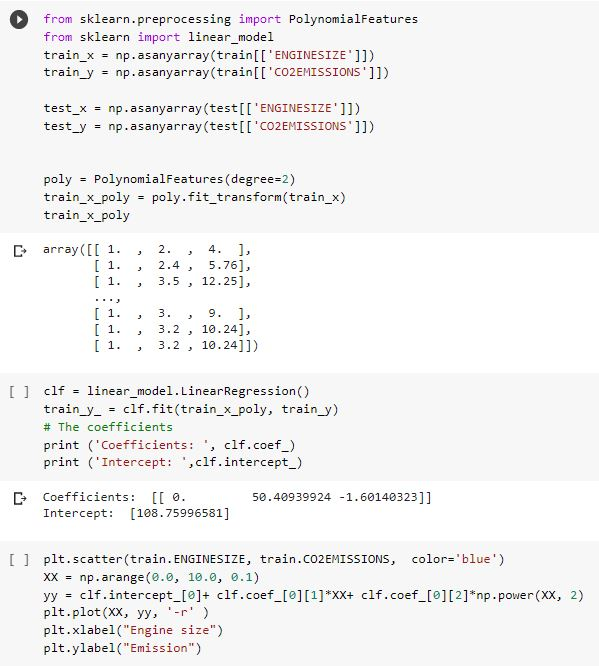 from sklearn.preprocessing import PolynomialFeatures
from sklearn import linear_model
train_x = np.asanyarray(train[['ENGINESIZE']])
train_y = np.asanyarray(train[['CO2EMISSIONS']])

test_x = np.asanyarray(test[['ENGINESIZE']])
test_y = np.asanyarray(test[['CO2EMISSIONS']])


poly = PolynomialFeatures(degree=2)
train_x_poly = poly.fit_transform(train_x)
train_x_poly
array([[ 1.  ,  2.  ,  4.  ],
       [ 1.  ,  2.4 ,  5.76],
       [ 1.  ,  3.5 , 12.25],
       ...,
       [ 1.  ,  3.  ,  9.  ],
       [ 1.  ,  3.2 , 10.24],
       [ 1.  ,  3.2 , 10.24]])
[ ] clf = linear_model.LinearRegression()
train_y_ = clf.fit(train_x_poly, train_y)
# The coefficients
print ('Coefficients: ', clf.coef_)
print ('Intercept: ',clf.intercept_)
Coefficients:  [[ 0.         50.40939924 -1.60140323]]
Intercept:  [108.75996581]
[ ] plt.scatter(train.ENGINESIZE, train.CO2EMISSIONS,  color='blue')
XX = np.arange(0.0, 10.0, 0.1)
yy = clf.intercept_[0]+ clf.coef_[0][1]*XX+ clf.coef_[0][2]*np.power(XX, 2)
plt.plot(XX, yy, '-r' )
plt.xlabel("Engine size")
plt.ylabel("Emission")